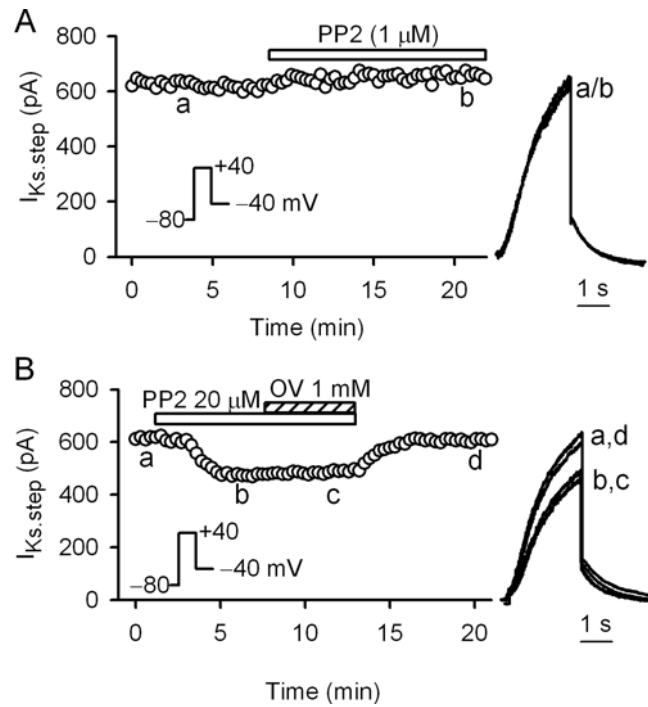 A
PP2 (1 μM)
800
600
400
200
0
I_Ks.step (pA)
a
b
a/b
+40
−80
−40 mV
1 s
0 5 10 15 20
Time (min)
B
OV 1 mM
PP2 20 μM
800
600
400
200
0
I_Ks.step (pA)
a
b
c
d
a,d
b,c
+40
−80
−40 mV
1 s
0 5 10 15 20
Time (min)